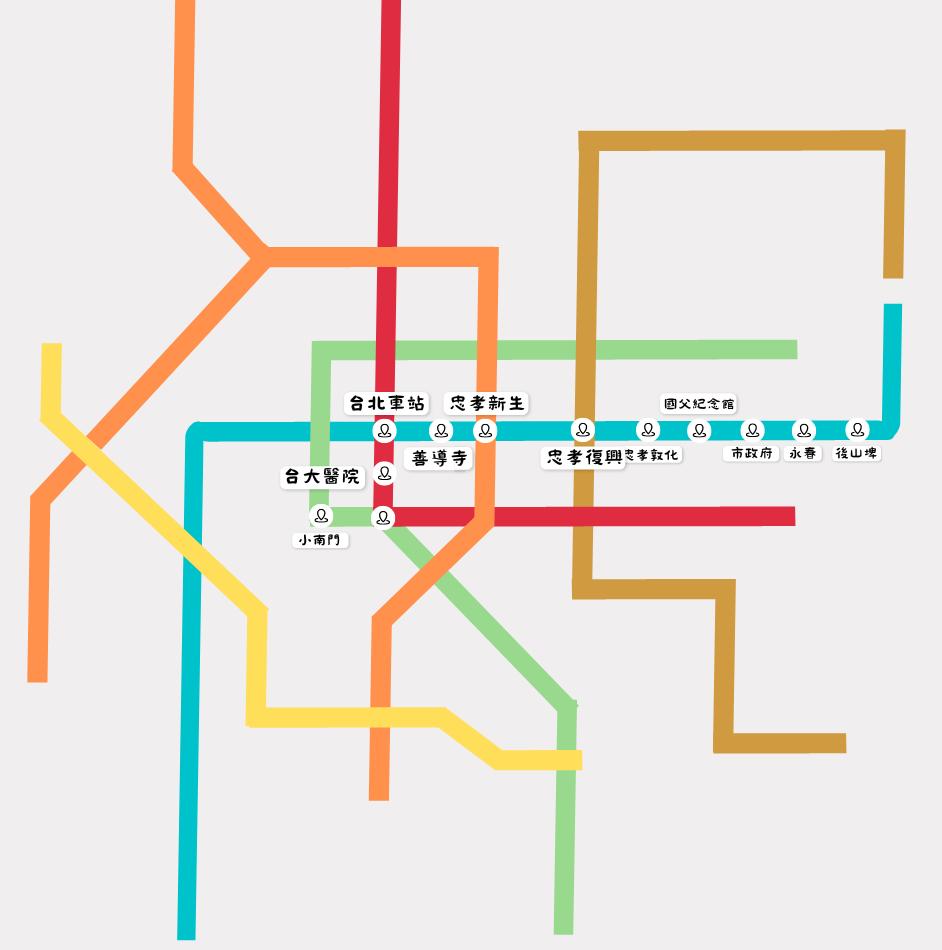 台北車站
忠孝新生
國父紀念館
善導寺
忠孝復興
忠孝敦化
市政府
永春
後山埤
台大醫院
小南門